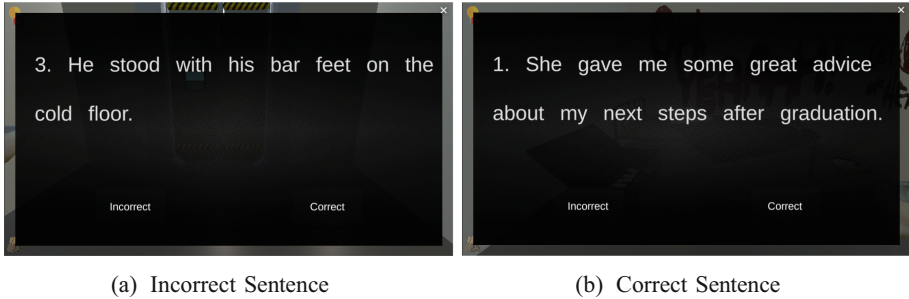 3. He stood with his bar feet on the
cold floor.
Incorrect Correct
(a) Incorrect Sentence
1. She gave me some great advice
about my next steps after graduation.
Incorrect Correct
(b) Correct Sentence